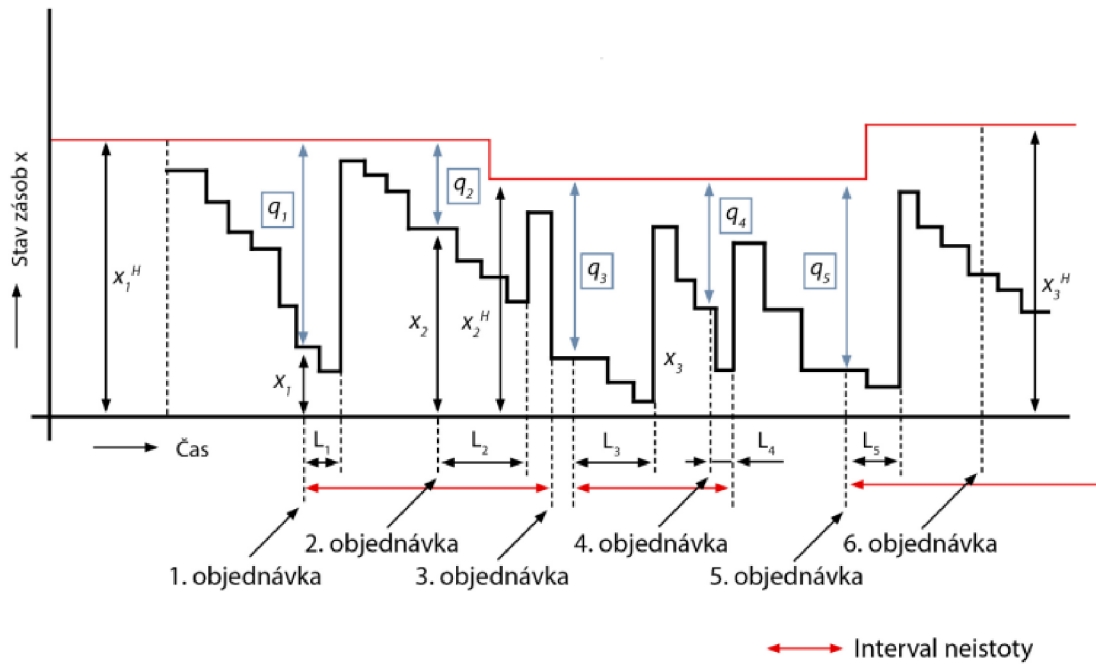 Stav zásob x
x₁ᴴ
q₁
q₂
q₃
q₄
q₅
x₁
x₂
x₂ᴴ
x₃
x₃ᴴ
Čas
L₁
L₂
L₃
L₄
L₅
1. objednávka
2. objednávka
3. objednávka
4. objednávka
5. objednávka
6. objednávka
Interval neistoty